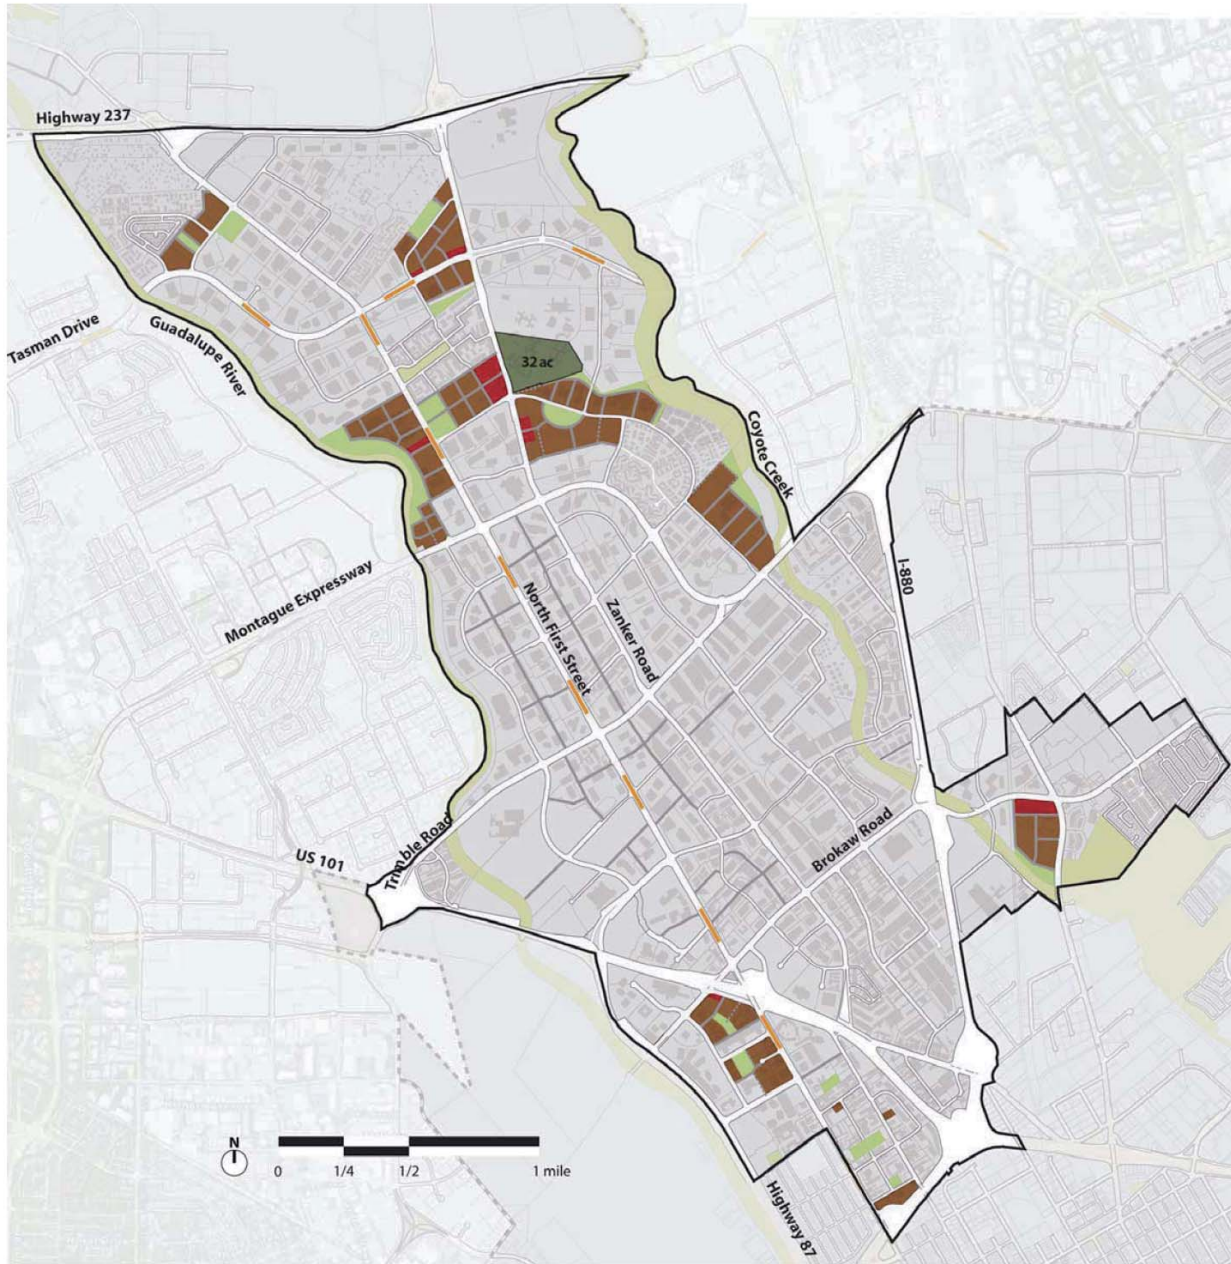 Highway 237
Tasman Drive
Guadalupe River
32 ac
Coyote Creek
I-880
Montague Expressway
North First Street
Zanker Road
Trimble Road
US 101
Brokaw Road
N
0 1/4 1/2 1 mile
Highway 87